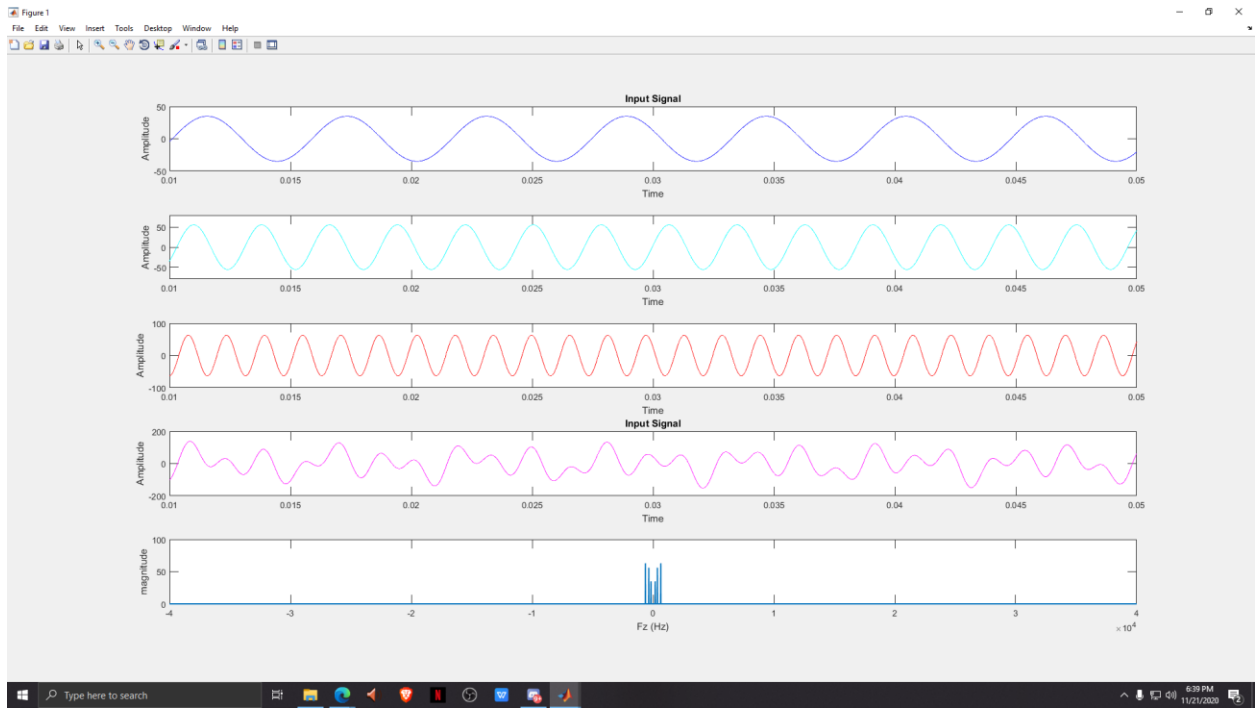 Figure 1
File Edit View Insert Tools Desktop Window Help
Input Signal
50
0
-50
Amplitude
0.01 0.015 0.02 0.025 0.03 0.035 0.04 0.045 0.05
Time
50
0
-50
Amplitude
0.01 0.015 0.02 0.025 0.03 0.035 0.04 0.045 0.05
Time
100
0
-100
Amplitude
0.01 0.015 0.02 0.025 0.03 0.035 0.04 0.045 0.05
Time
Input Signal
200
0
-200
Amplitude
0.01 0.015 0.02 0.025 0.03 0.035 0.04 0.045 0.05
Time
100
50
0
magnitude
-4 -3 -2 -1 0 1 2 3 4
Fz (Hz)
×10⁴
Type here to search
N
W
6:39 PM
11/21/2020
2